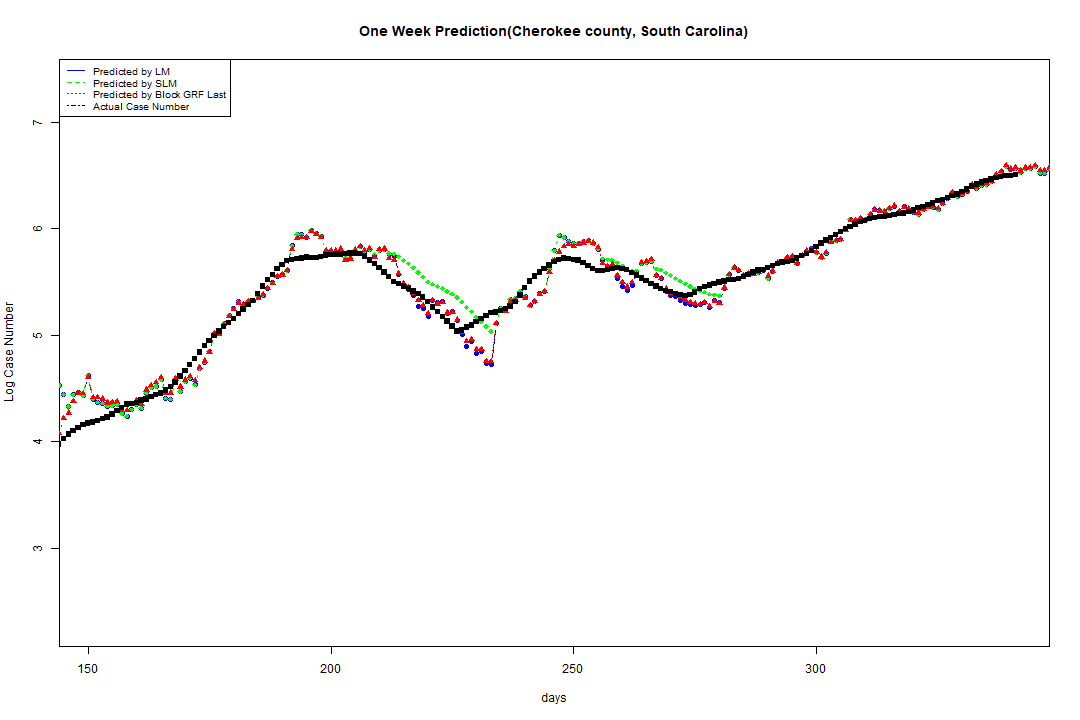 One Week Prediction(Cherokee county, South Carolina)
Predicted by LM
Predicted by SLM
Predicted by Block GRF Last
Actual Case Number
7
6
5
4
3
Log Case Number
150 200 250 300
days